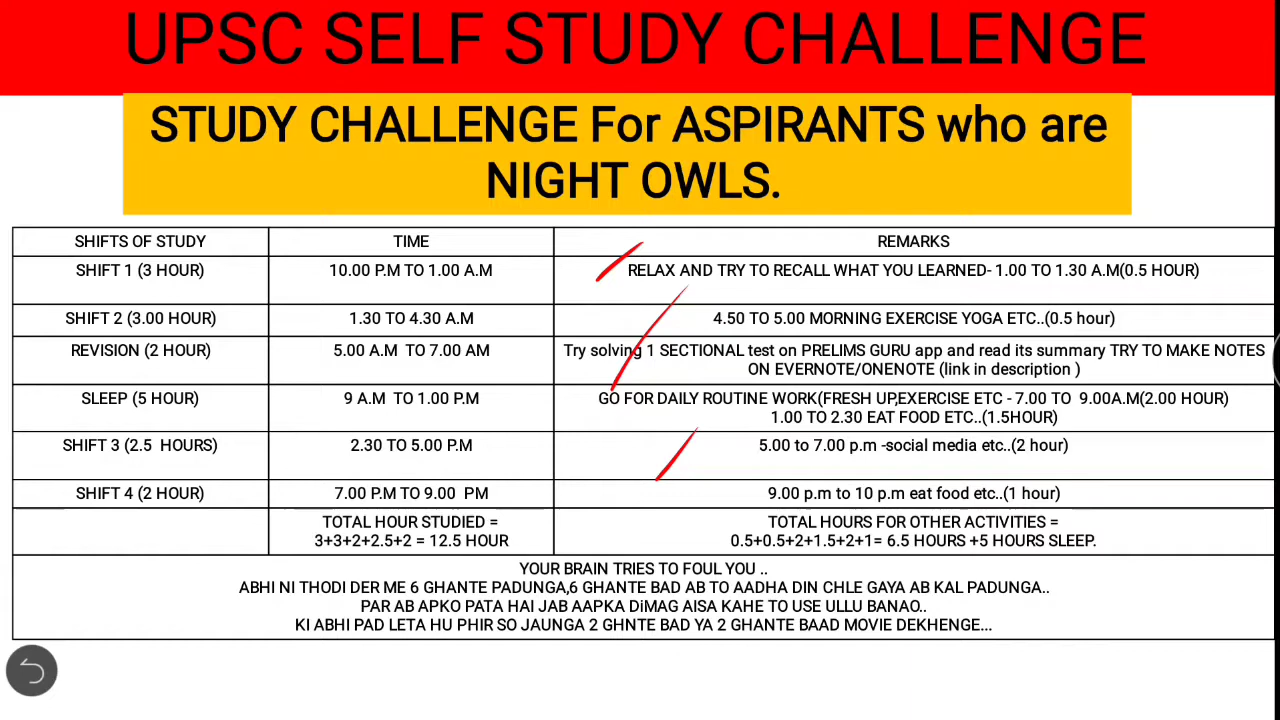 UPSC SELF STUDY CHALLENGE
STUDY CHALLENGE For ASPIRANTS who are
NIGHT OWLS.
SHIFTS OF STUDY TIME REMARKS
SHIFT 1 (3 HOUR) 10.00 P.M TO 1.00 A.M RELAX AND TRY TO RECALL WHAT YOU LEARNED- 1.00 TO 1.30 A.M(0.5 HOUR)
SHIFT 2 (3.00 HOUR) 1.30 TO 4.30 A.M 4.50 TO 5.00 MORNING EXERCISE YOGA ETC..(0.5 hour)
REVISION (2 HOUR) 5.00 A.M TO 7.00 AM Try solving 1 SECTIONAL test on PRELIMS GURU app and read its summary TRY TO MAKE NOTES
ON EVERNOTE/ONENOTE (link in description )
SLEEP (5 HOUR) 9 A.M TO 1.00 P.M GO FOR DAILY ROUTINE WORK(FRESH UP,EXERCISE ETC - 7.00 TO 9.00A.M(2.00 HOUR)
1.00 TO 2.30 EAT FOOD ETC..(1.5HOUR)
SHIFT 3 (2.5 HOURS) 2.30 TO 5.00 P.M 5.00 to 7.00 p.m -social media etc..(2 hour)
SHIFT 4 (2 HOUR) 7.00 P.M TO 9.00 PM 9.00 p.m to 10 p.m eat food etc..(1 hour)
TOTAL HOUR STUDIED = TOTAL HOURS FOR OTHER ACTIVITIES =
3+3+2+2.5+2 = 12.5 HOUR 0.5+0.5+2+1.5+2+1= 6.5 HOURS +5 HOURS SLEEP.
YOUR BRAIN TRIES TO FOUL YOU ..
ABHI NI THODI DER ME 6 GHANTE PADUNGA,6 GHANTE BAD AB TO AADHA DIN CHLE GAYA AB KAL PADUNGA..
PAR AB APKO PATA HAI JAB AAPKA DiMAG AISA KAHE TO USE ULLU BANAO..
KI ABHI PAD LETA HU PHIR SO JAUNGA 2 GHNTE BAD YA 2 GHANTE BAAD MOVIE DEKHENGE...